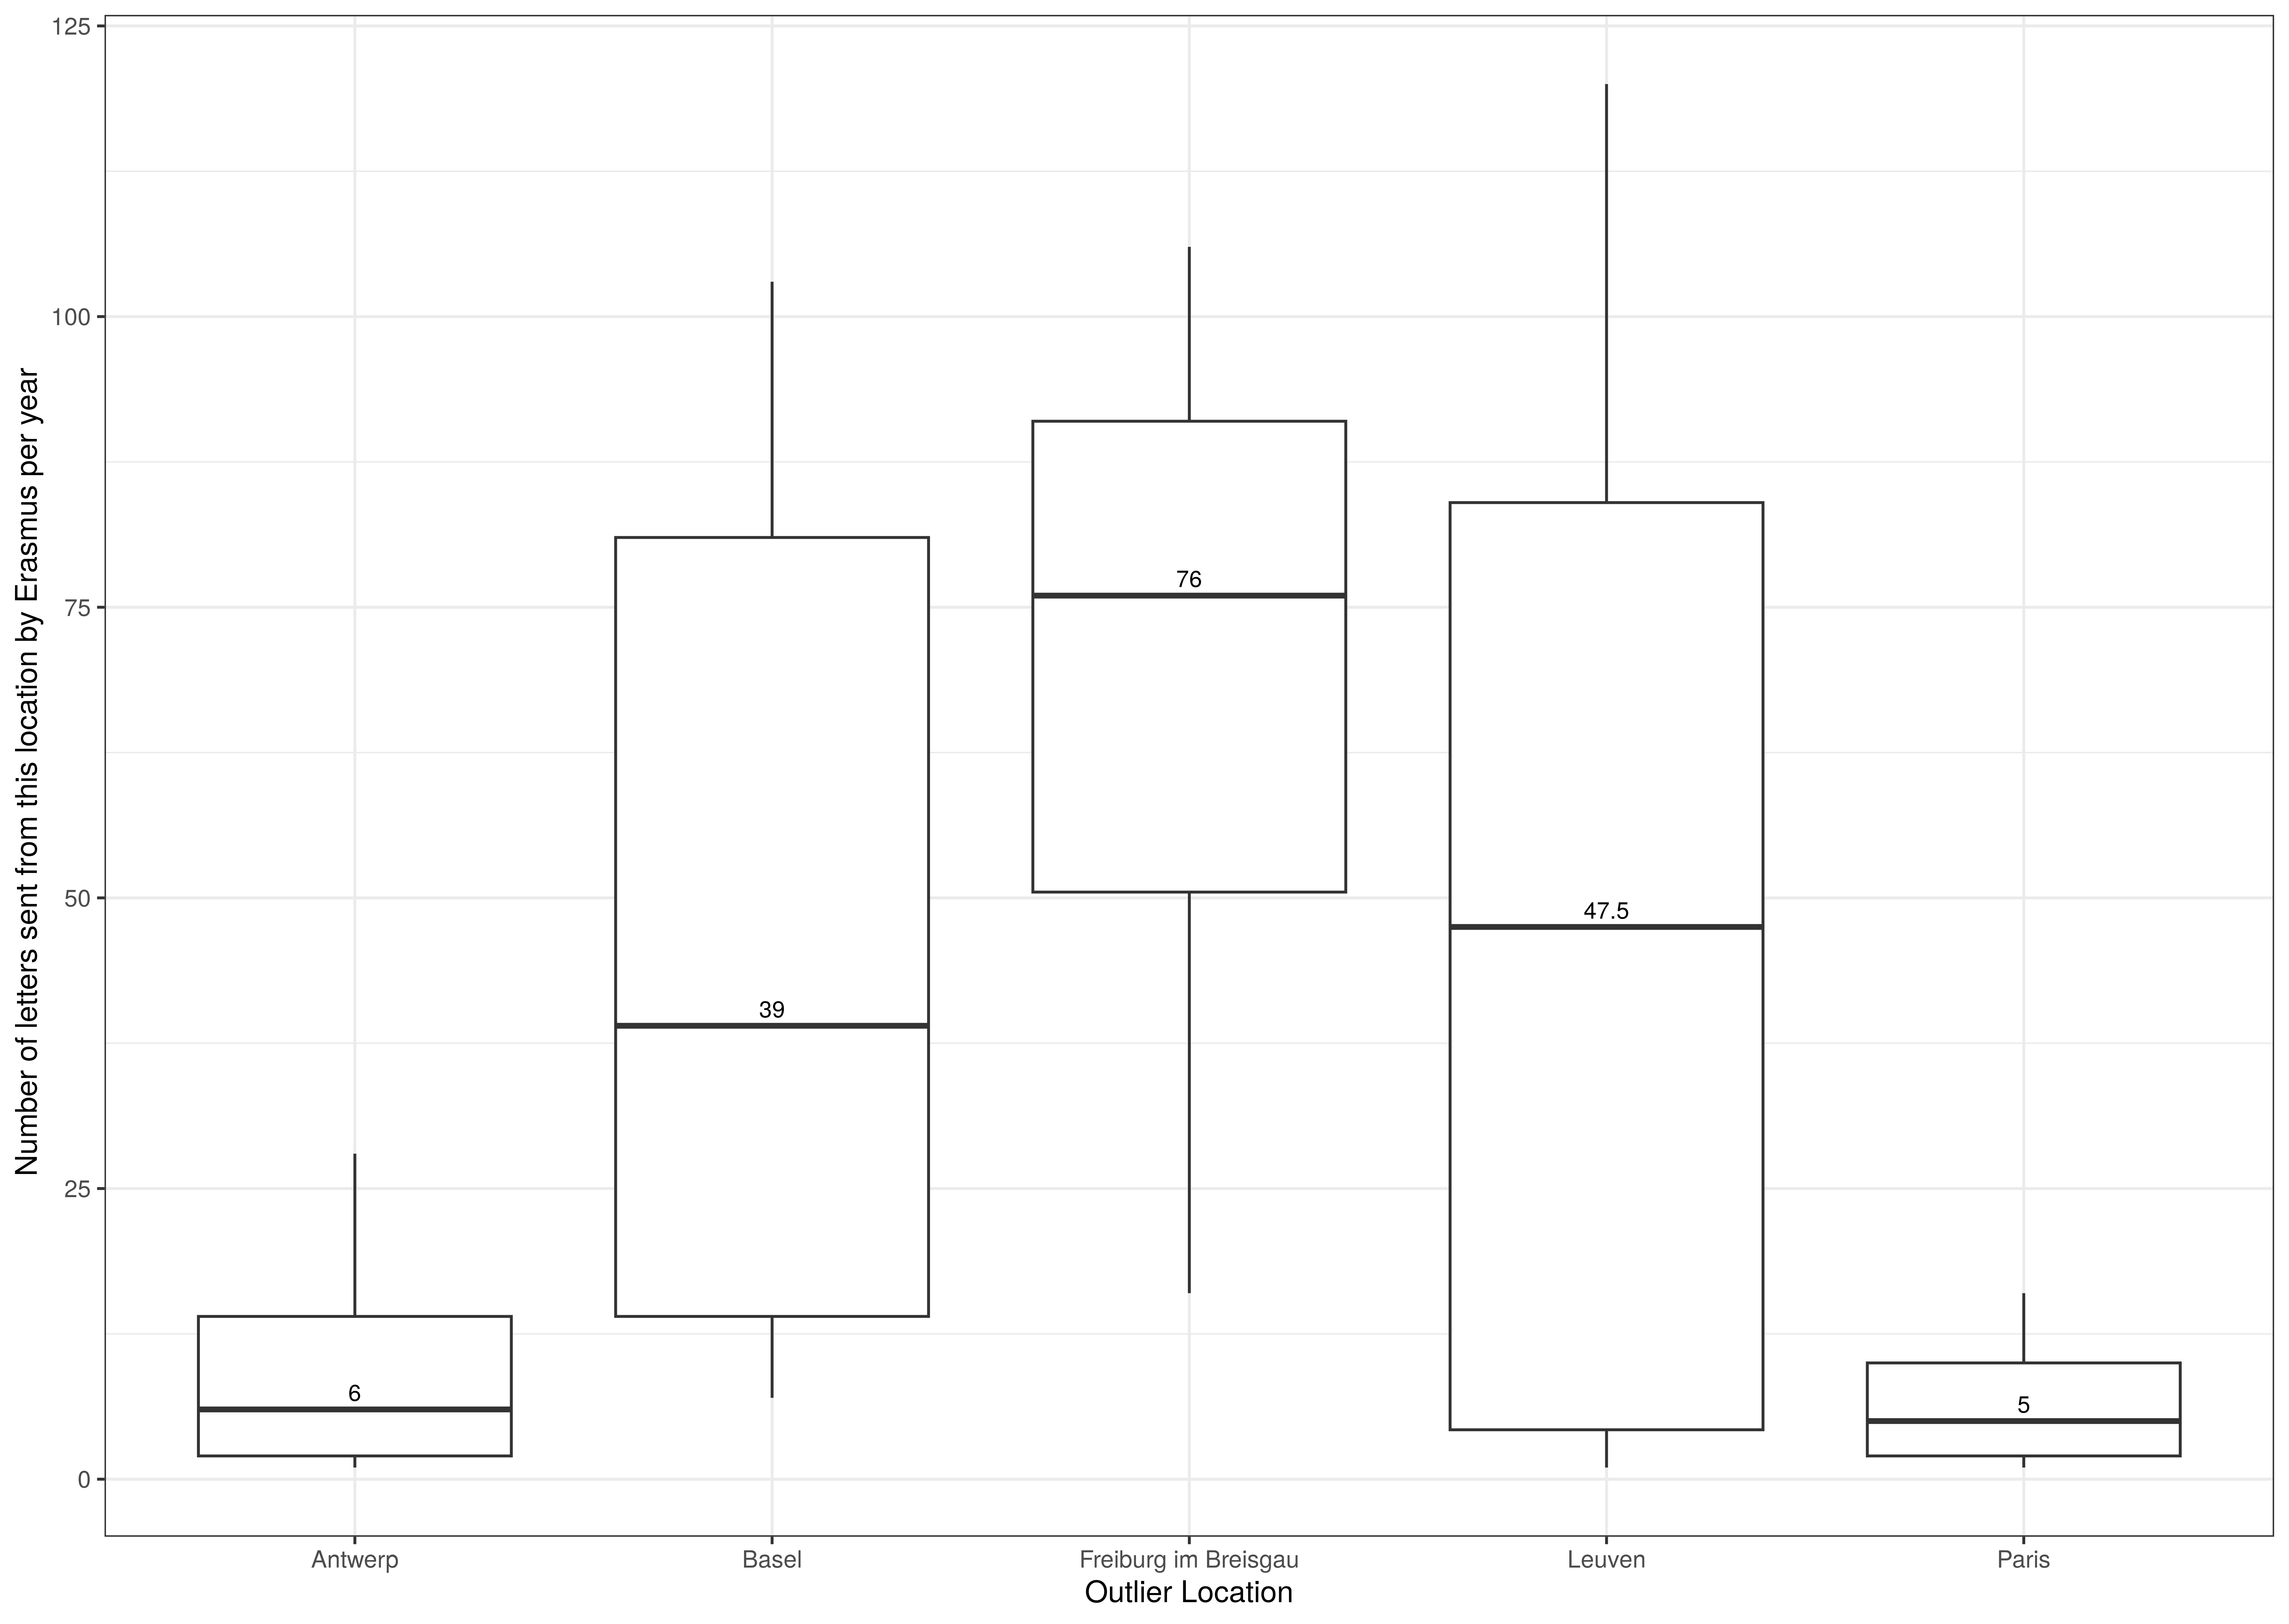 Number of letters sent from this location by Erasmus per year
125
100
75
50
25
0
6
39
76
47.5
5
Antwerp
Basel
Freiburg im Breisgau
Leuven
Paris
Outlier Location